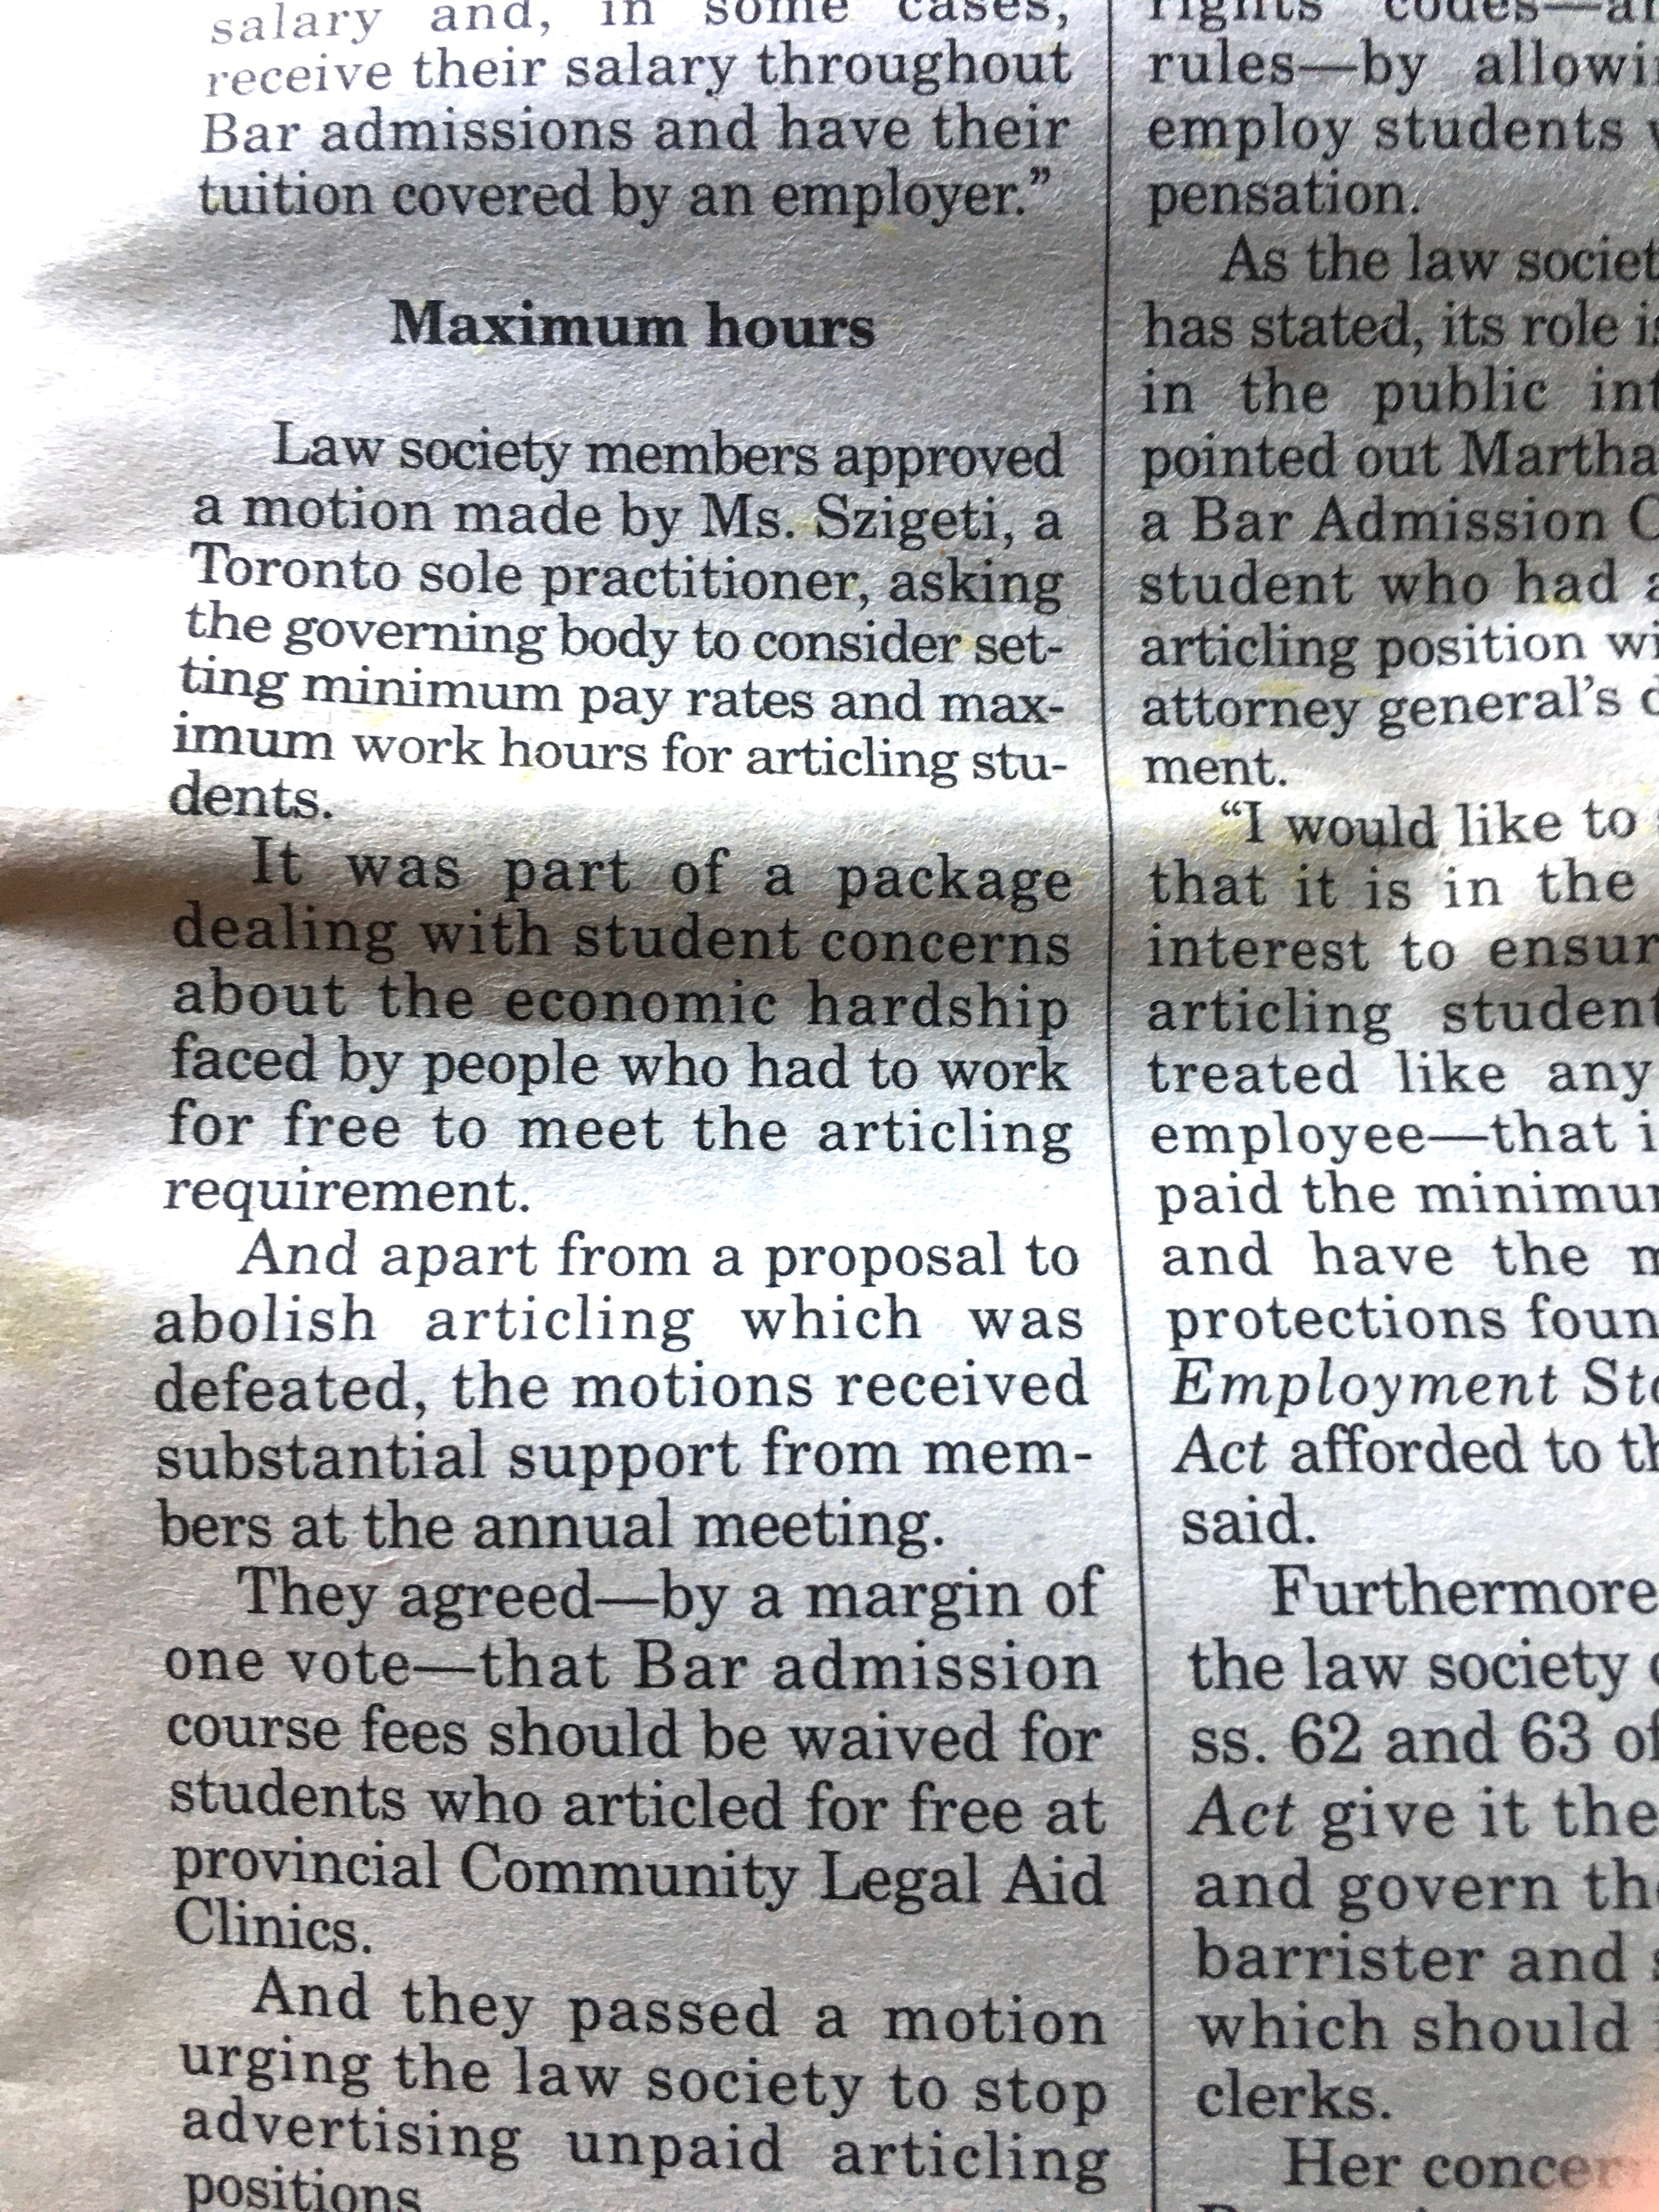 salary and, in some cases,
receive their salary throughout
Bar admissions and have their
tuition covered by an employer.”
Maximum hours
Law society members approved
a motion made by Ms. Szigeti, a
Toronto sole practitioner, asking
the governing body to consider set-
ting minimum pay rates and max-
imum work hours for articling stu-
dents.
It was part of a package
dealing with student concerns
about the economic hardship
faced by people who had to work
for free to meet the articling
requirement.
And apart from a proposal to
abolish articling which was
defeated, the motions received
substantial support from mem-
bers at the annual meeting.
They agreed—by a margin of
one vote—that Bar admission
course fees should be waived for
students who articled for free at
provincial Community Legal Aid
Clinics.
And they passed a motion
urging the law society to stop
advertising unpaid articling
positions
rights codes—
rules—by
employ students
pensation.
As the law
has stated, its role
in the public
pointed out Martha
a Bar Admission
student who had
articling position
attorney general’s
ment.
“I would like to
that it is in the
interest to
articling
treated like any
employee—that
paid the
and have the
protections
Employment
Act afforded to
said.
Furthermore
the law society
ss. 62 and 63
Act give it the
and govern
barrister and
which should
clerks.
Her